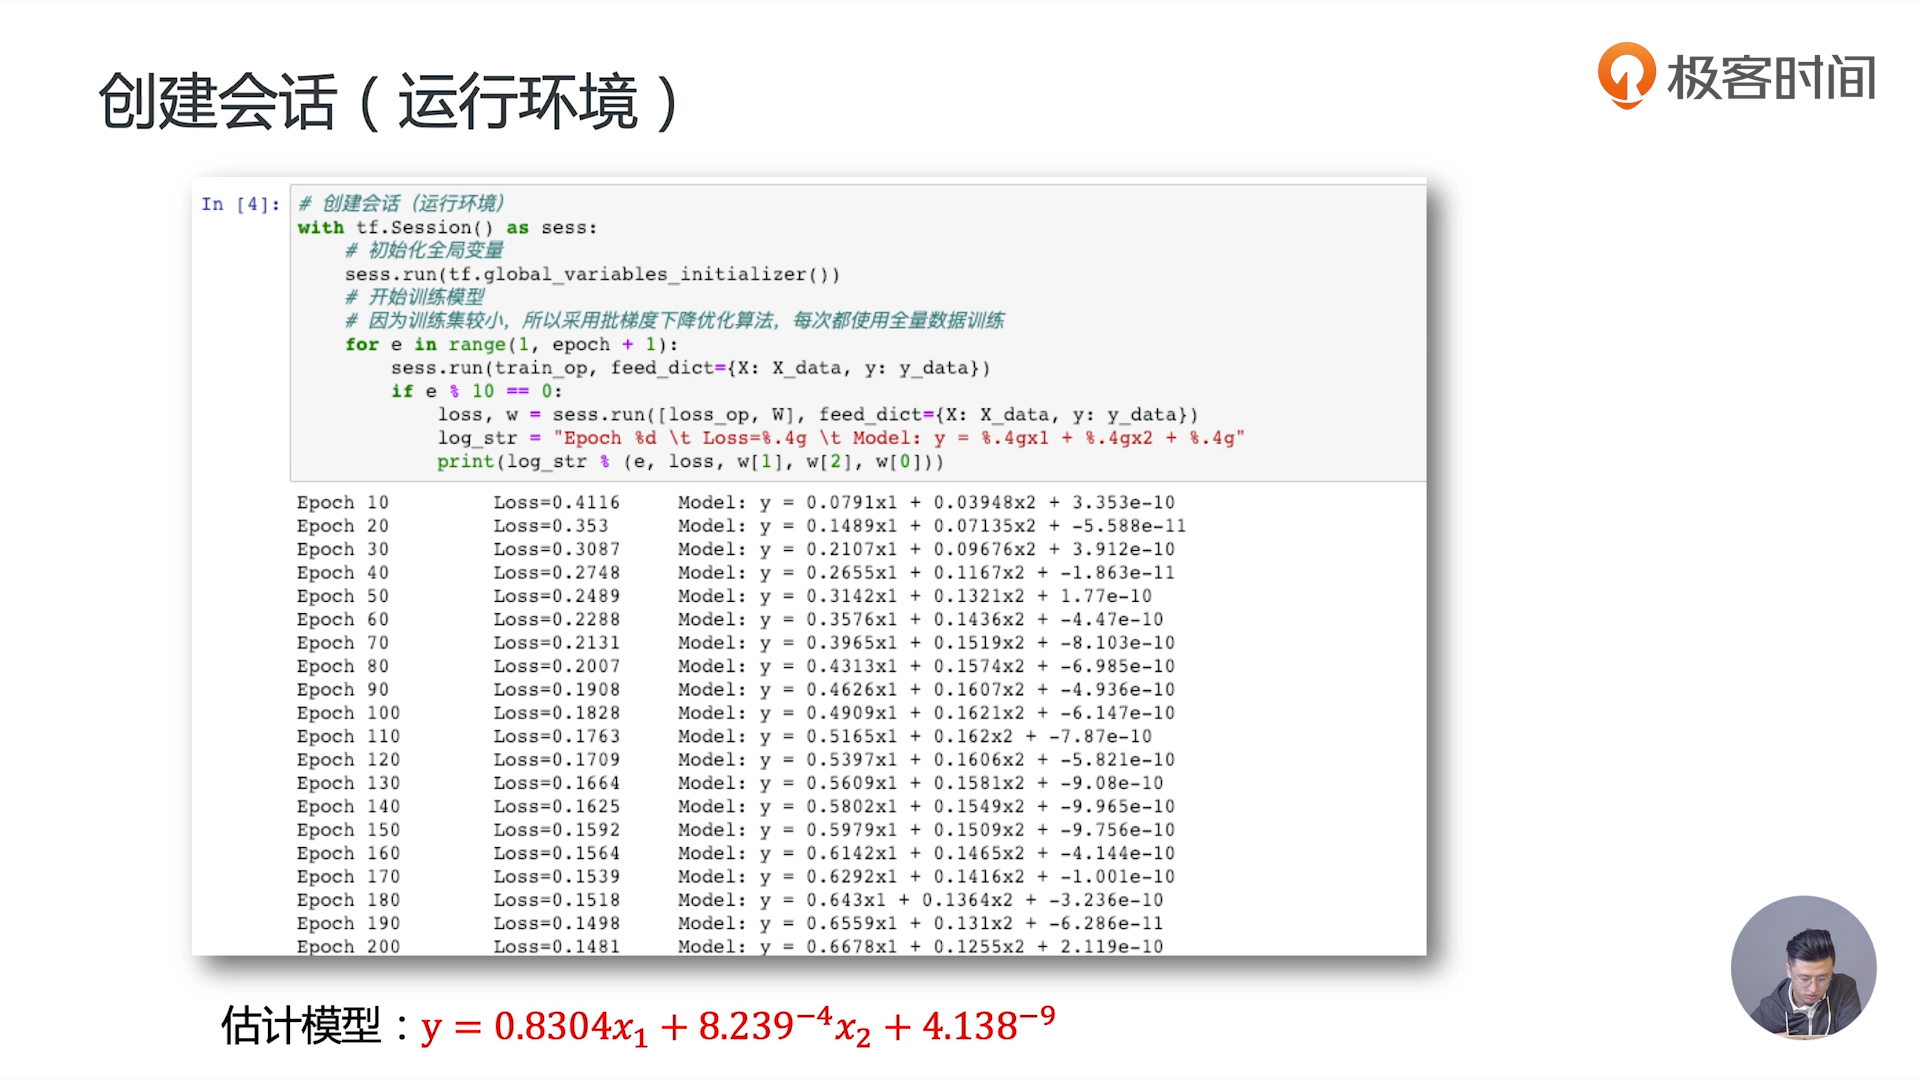 创建会话（运行环境）
极客时间
In [4]:
# 创建会话（运行环境）
with tf.Session() as sess:
    # 初始化全局变量
    sess.run(tf.global_variables_initializer())
    # 开始训练模型
    # 因为训练集较小，所以采用批梯度下降优化算法，每次都使用全量数据训练
    for e in range(1, epoch + 1):
        sess.run(train_op, feed_dict={X: X_data, y: y_data})
        if e % 10 == 0:
            loss, w = sess.run([loss_op, W], feed_dict={X: X_data, y: y_data})
            log_str = "Epoch %d \t Loss=%.4g \t Model: y = %.4gx1 + %.4gx2 + %.4g"
            print(log_str % (e, loss, w[1], w[2], w[0]))
Epoch 10 Loss=0.4116 Model: y = 0.0791x1 + 0.03948x2 + 3.353e-10
Epoch 20 Loss=0.353 Model: y = 0.1489x1 + 0.07135x2 + -5.588e-11
Epoch 30 Loss=0.3087 Model: y = 0.2107x1 + 0.09676x2 + 3.912e-10
Epoch 40 Loss=0.2748 Model: y = 0.2655x1 + 0.1167x2 + -1.863e-11
Epoch 50 Loss=0.2489 Model: y = 0.3142x1 + 0.1321x2 + 1.77e-10
Epoch 60 Loss=0.2288 Model: y = 0.3576x1 + 0.1436x2 + -4.47e-10
Epoch 70 Loss=0.2131 Model: y = 0.3965x1 + 0.1519x2 + -8.103e-10
Epoch 80 Loss=0.2007 Model: y = 0.4313x1 + 0.1574x2 + -6.985e-10
Epoch 90 Loss=0.1908 Model: y = 0.4626x1 + 0.1607x2 + -4.936e-10
Epoch 100 Loss=0.1828 Model: y = 0.4909x1 + 0.1621x2 + -6.147e-10
Epoch 110 Loss=0.1763 Model: y = 0.5165x1 + 0.162x2 + -7.87e-10
Epoch 120 Loss=0.1709 Model: y = 0.5397x1 + 0.1606x2 + -5.821e-10
Epoch 130 Loss=0.1664 Model: y = 0.5609x1 + 0.1581x2 + -9.08e-10
Epoch 140 Loss=0.1625 Model: y = 0.5802x1 + 0.1549x2 + -9.965e-10
Epoch 150 Loss=0.1592 Model: y = 0.5979x1 + 0.1509x2 + -9.756e-10
Epoch 160 Loss=0.1564 Model: y = 0.6142x1 + 0.1465x2 + -4.144e-10
Epoch 170 Loss=0.1539 Model: y = 0.6292x1 + 0.1416x2 + -1.001e-10
Epoch 180 Loss=0.1518 Model: y = 0.643x1 + 0.1364x2 + -3.236e-10
Epoch 190 Loss=0.1498 Model: y = 0.6559x1 + 0.131x2 + -6.286e-11
Epoch 200 Loss=0.1481 Model: y = 0.6678x1 + 0.1255x2 + 2.119e-10
估计模型：y = 0.8304x₁ + 8.239⁻⁴x₂ + 4.138⁻⁹